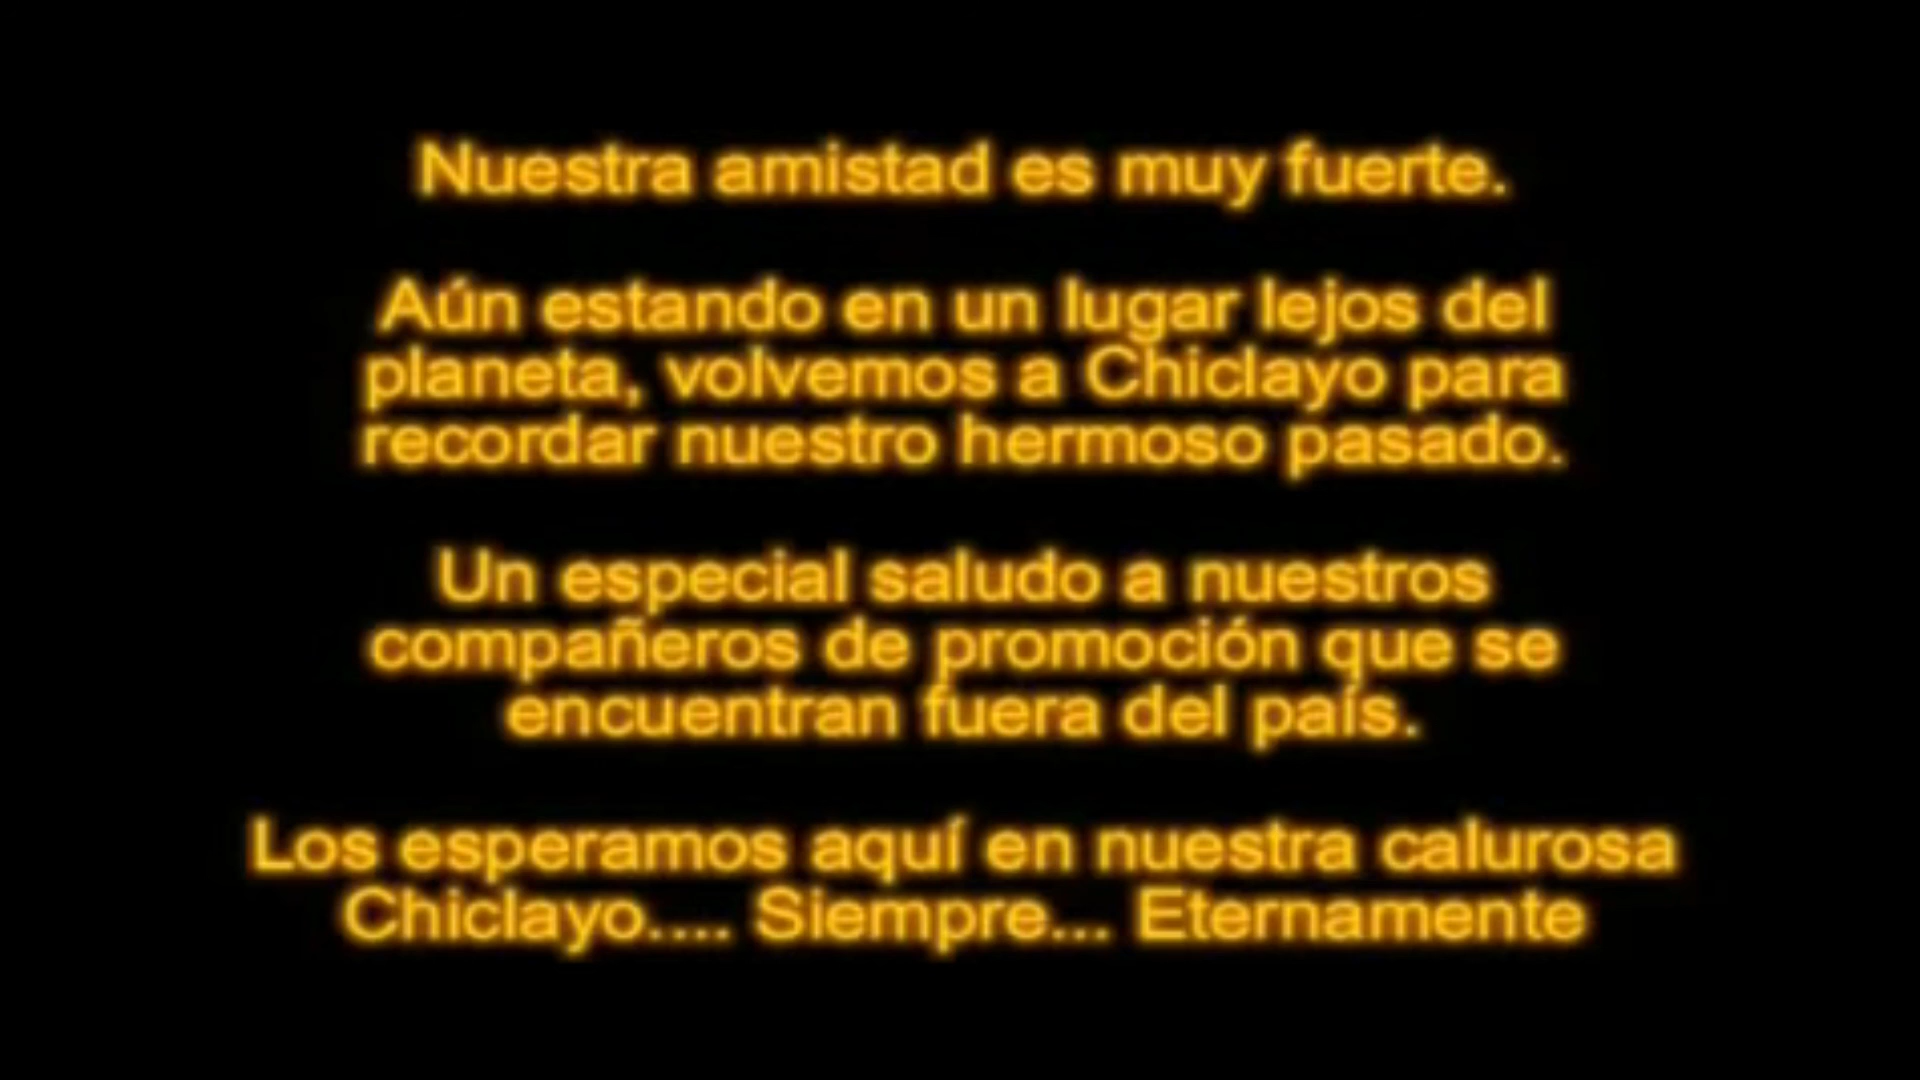 Nuestra amistad es muy fuerte.
Aún estando en un lugar lejos del
planeta, volvemos a Chiclayo para
recordar nuestro hermoso pasado.
Un especial saludo a nuestros
compañeros de promoción que se
encuentran fuera del país.
Los esperamos aquí en nuestra calurosa
Chiclayo.... Siempre... Eternamente